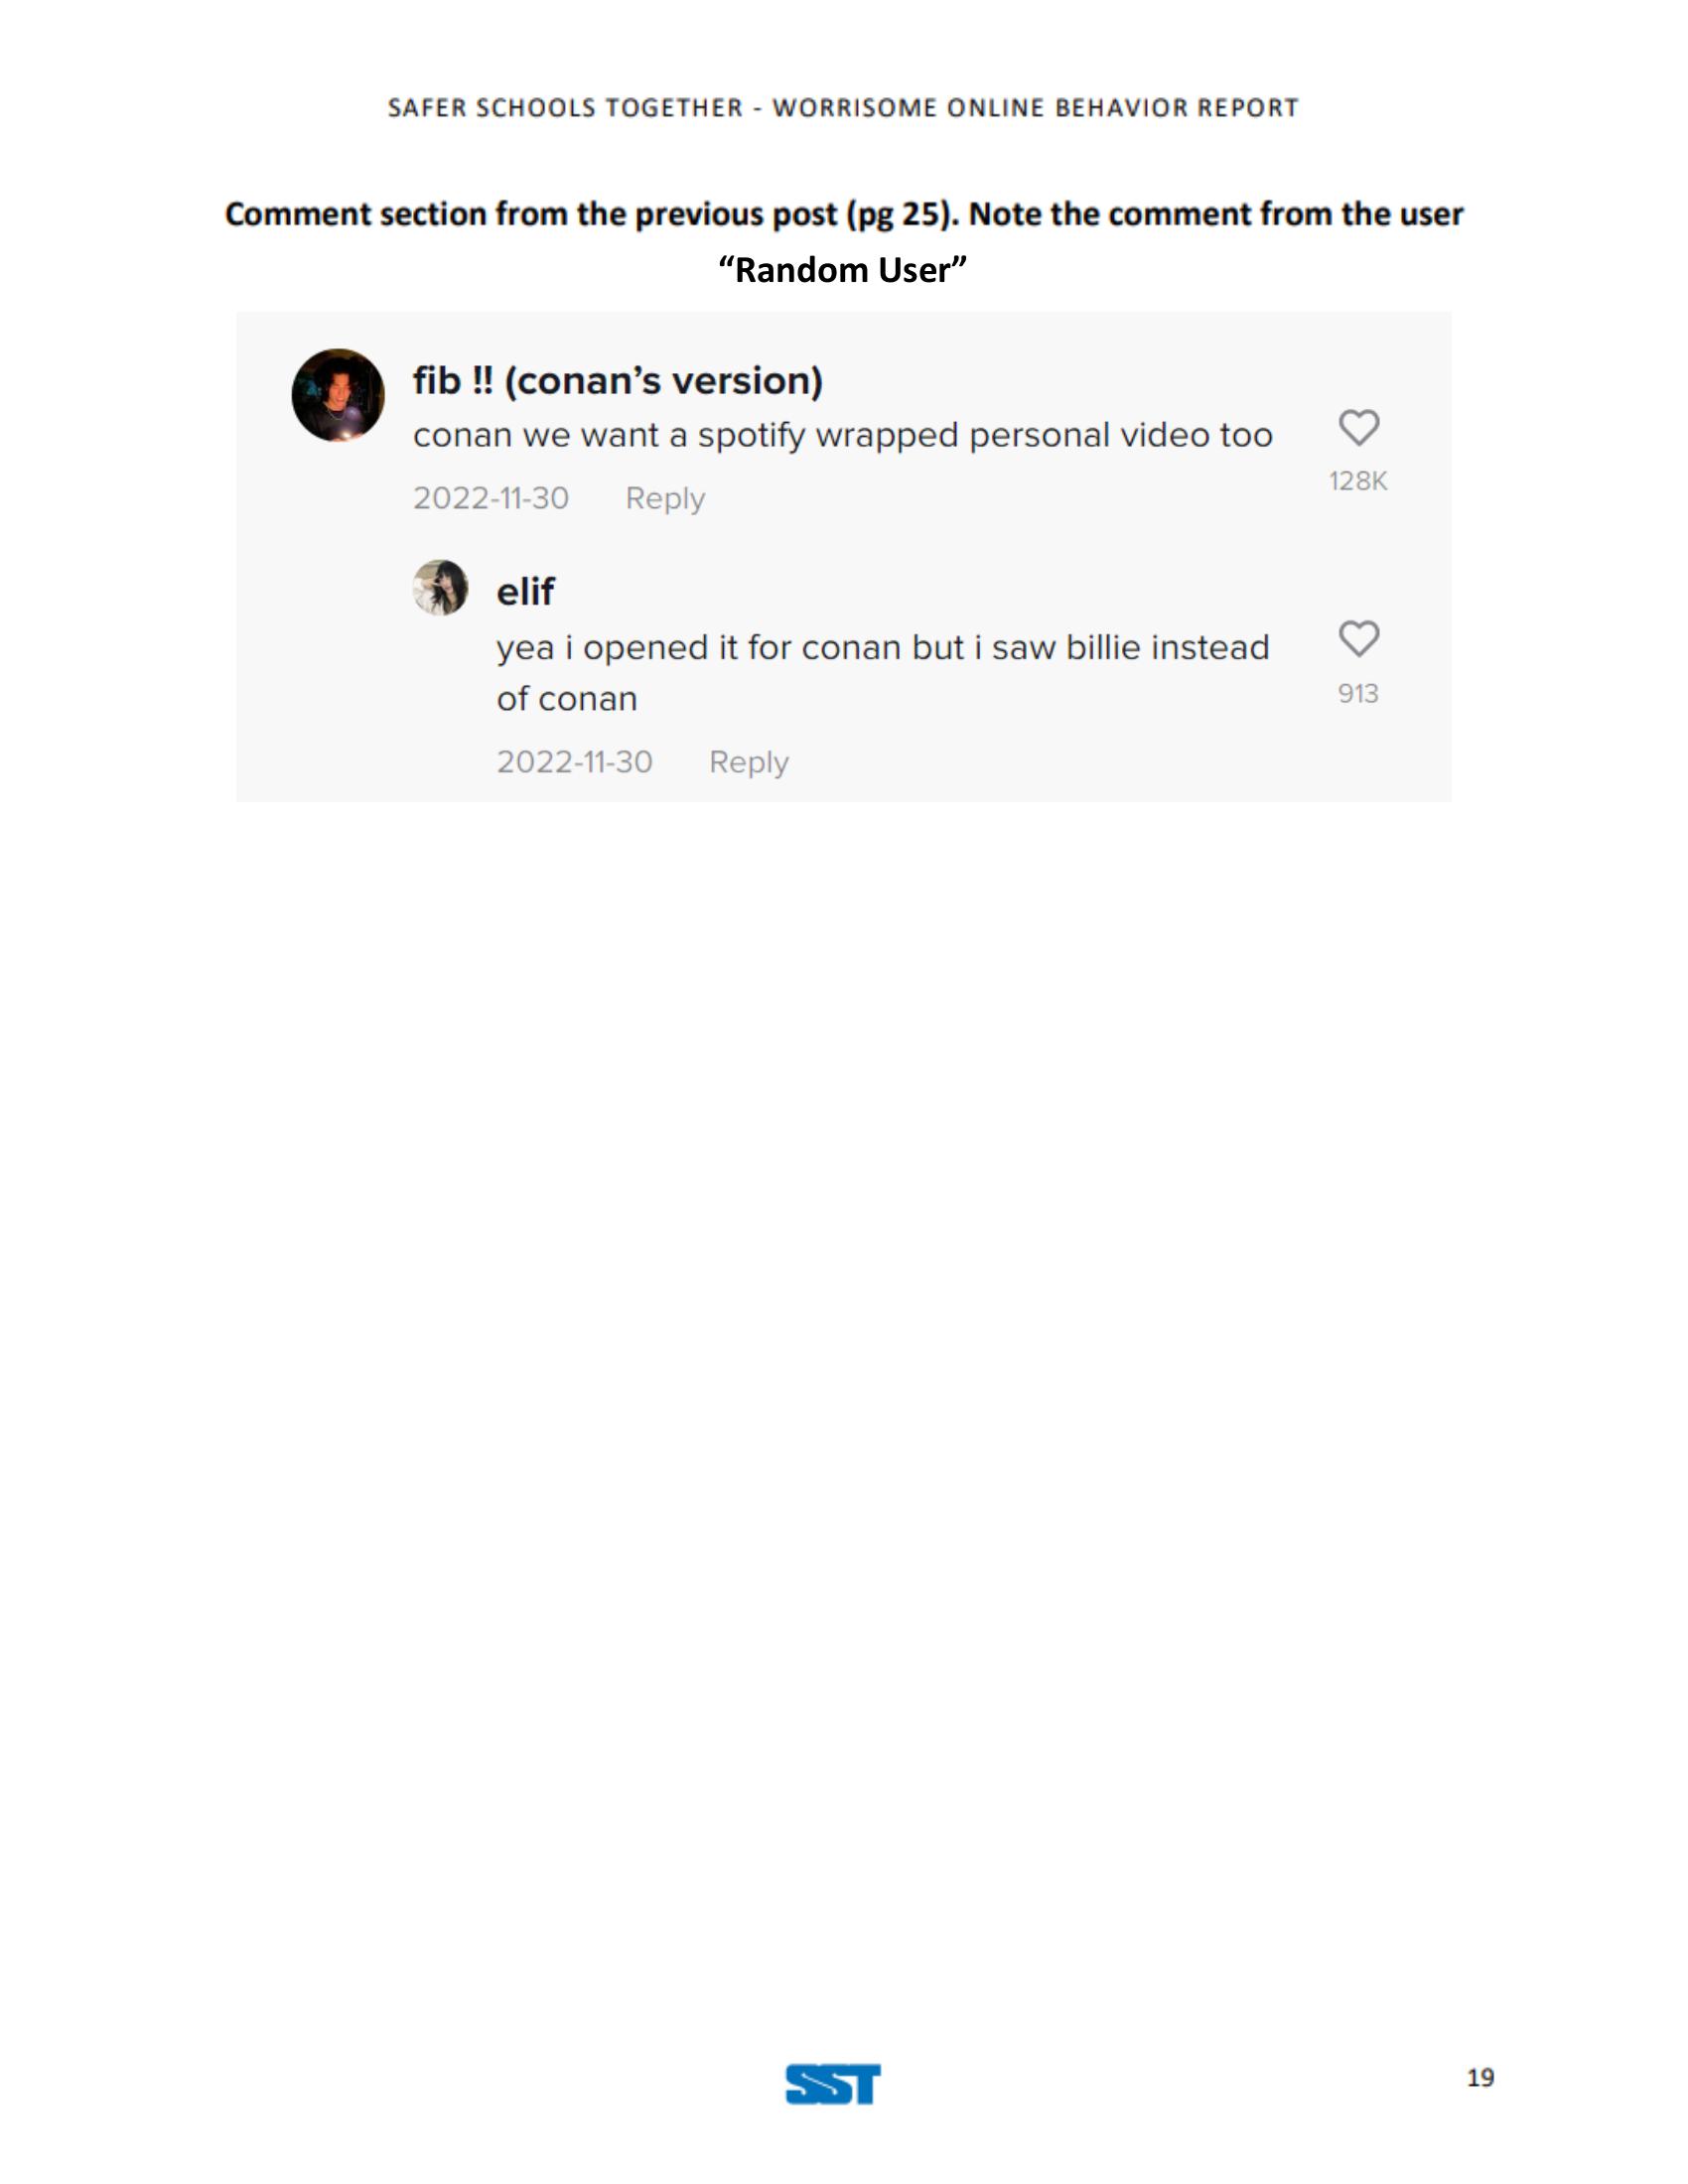 SAFER SCHOOLS TOGETHER - WORRISOME ONLINE BEHAVIOR REPORT
Comment section from the previous post (pg 25). Note the comment from the user
“Random User”
fib !! (conan’s version)
conan we want a spotify wrapped personal video too
128K
2022-11-30 Reply
elif
yea i opened it for conan but i saw billie instead
of conan
913
2022-11-30 Reply
SST
19